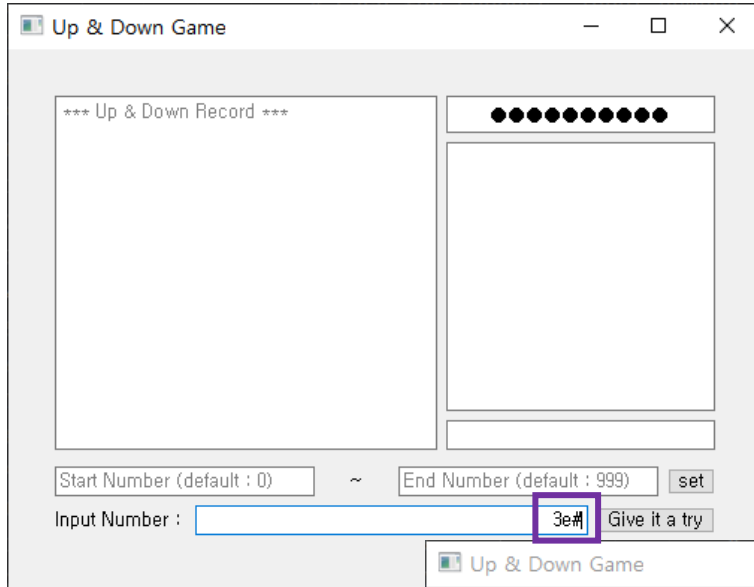 Up & Down Game
*** Up & Down Record ***
●●●●●●●●●●
Start Number (default : 0) ~ End Number (default : 999) set
Input Number : 3e# Give it a try
Up & Down Game